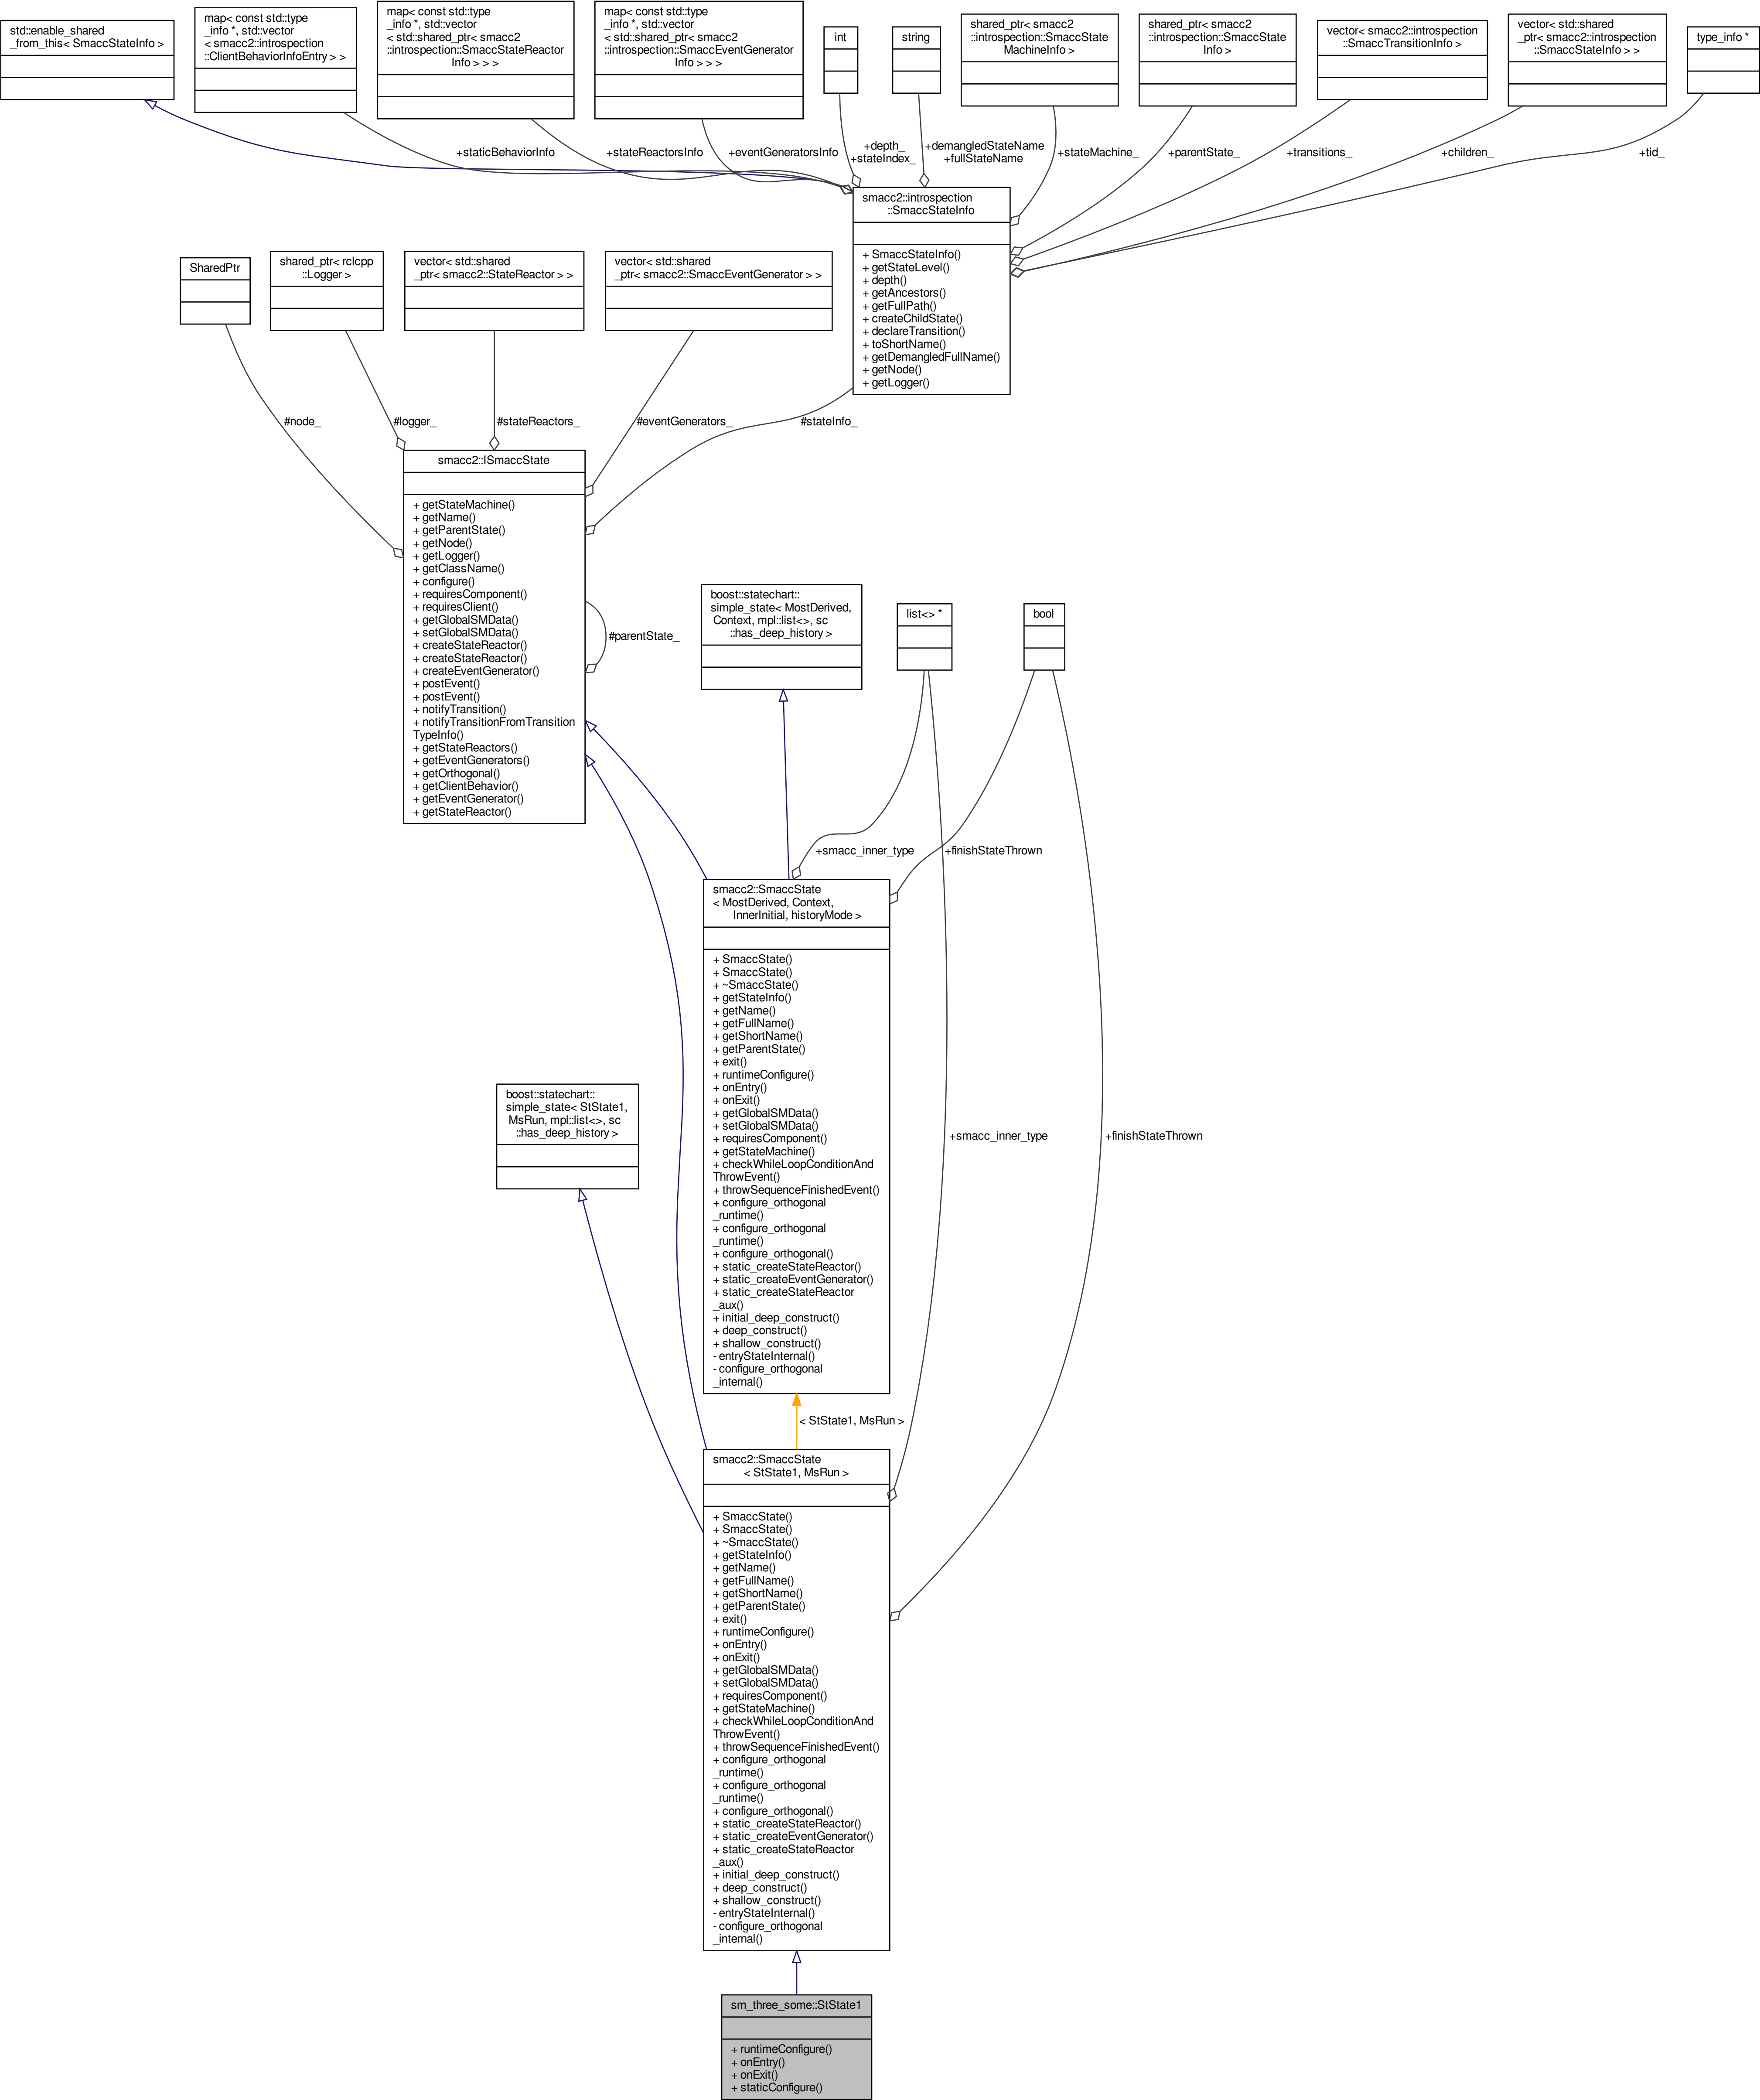 std::enable_shared
_from_this< SmaccStateInfo >
map< const std::type
_info *, std::vector
< smacc2::introspection
::ClientBehaviorInfoEntry > >
map< const std::type
_info *, std::vector
< std::shared_ptr< smacc2
::introspection::SmaccStateReactor
Info > > >
map< const std::type
_info *, std::vector
< std::shared_ptr< smacc2
::introspection::SmaccEventGenerator
Info > > >
int
string
shared_ptr< smacc2
::introspection::SmaccState
MachineInfo >
shared_ptr< smacc2
::introspection::SmaccState
Info >
vector< smacc2::introspection
::SmaccTransitionInfo >
vector< std::shared
_ptr< smacc2::introspection
::SmaccStateInfo > >
type_info *
+staticBehaviorInfo
+stateReactorsInfo
+eventGeneratorsInfo
+depth_
+stateIndex_
+demangledStateName
+fullStateName
+stateMachine_
+parentState_
+transitions_
+children_
+tid_
smacc2::introspection
::SmaccStateInfo
+ SmaccStateInfo()
+ getStateLevel()
+ depth()
+ getAncestors()
+ getFullPath()
+ createChildState()
+ declareTransition()
+ toShortName()
+ getDemangledFullName()
+ getNode()
+ getLogger()
SharedPtr
shared_ptr< rclcpp
::Logger >
vector< std::shared
_ptr< smacc2::StateReactor > >
vector< std::shared
_ptr< smacc2::SmaccEventGenerator > >
#node_
#logger_
#stateReactors_
#eventGenerators_
#stateInfo_
smacc2::ISmaccState
+ getStateMachine()
+ getName()
+ getParentState()
+ getNode()
+ getLogger()
+ getClassName()
+ configure()
+ requiresComponent()
+ requiresClient()
+ getGlobalSMData()
+ setGlobalSMData()
+ createStateReactor()
+ createStateReactor()
+ createEventGenerator()
+ postEvent()
+ postEvent()
+ notifyTransition()
+ notifyTransitionFromTransition
TypeInfo()
+ getStateReactors()
+ getEventGenerators()
+ getOrthogonal()
+ getClientBehavior()
+ getEventGenerator()
+ getStateReactor()
#parentState_
boost::statechart::
simple_state< MostDerived,
Context, mpl::list<>, sc
::has_deep_history >
list<> *
bool
+smacc_inner_type
+finishStateThrown
smacc2::SmaccState
< MostDerived, Context,
InnerInitial, historyMode >
+ SmaccState()
+ SmaccState()
+ ~SmaccState()
+ getStateInfo()
+ getName()
+ getFullName()
+ getShortName()
+ getParentState()
+ exit()
+ runtimeConfigure()
+ onEntry()
+ onExit()
+ getGlobalSMData()
+ setGlobalSMData()
+ requiresComponent()
+ getStateMachine()
+ checkWhileLoopConditionAnd
ThrowEvent()
+ throwSequenceFinishedEvent()
+ configure_orthogonal
_runtime()
+ configure_orthogonal
_runtime()
+ configure_orthogonal()
+ static_createStateReactor()
+ static_createEventGenerator()
+ static_createStateReactor
_aux()
+ initial_deep_construct()
+ deep_construct()
+ shallow_construct()
- entryStateInternal()
- configure_orthogonal
_internal()
boost::statechart::
simple_state< StState1,
MsRun, mpl::list<>, sc
::has_deep_history >
+smacc_inner_type
+finishStateThrown
< StState1, MsRun >
smacc2::SmaccState
< StState1, MsRun >
+ SmaccState()
+ SmaccState()
+ ~SmaccState()
+ getStateInfo()
+ getName()
+ getFullName()
+ getShortName()
+ getParentState()
+ exit()
+ runtimeConfigure()
+ onEntry()
+ onExit()
+ getGlobalSMData()
+ setGlobalSMData()
+ requiresComponent()
+ getStateMachine()
+ checkWhileLoopConditionAnd
ThrowEvent()
+ throwSequenceFinishedEvent()
+ configure_orthogonal
_runtime()
+ configure_orthogonal
_runtime()
+ configure_orthogonal()
+ static_createStateReactor()
+ static_createEventGenerator()
+ static_createStateReactor
_aux()
+ initial_deep_construct()
+ deep_construct()
+ shallow_construct()
- entryStateInternal()
- configure_orthogonal
_internal()
sm_three_some::StState1
+ runtimeConfigure()
+ onEntry()
+ onExit()
+ staticConfigure()